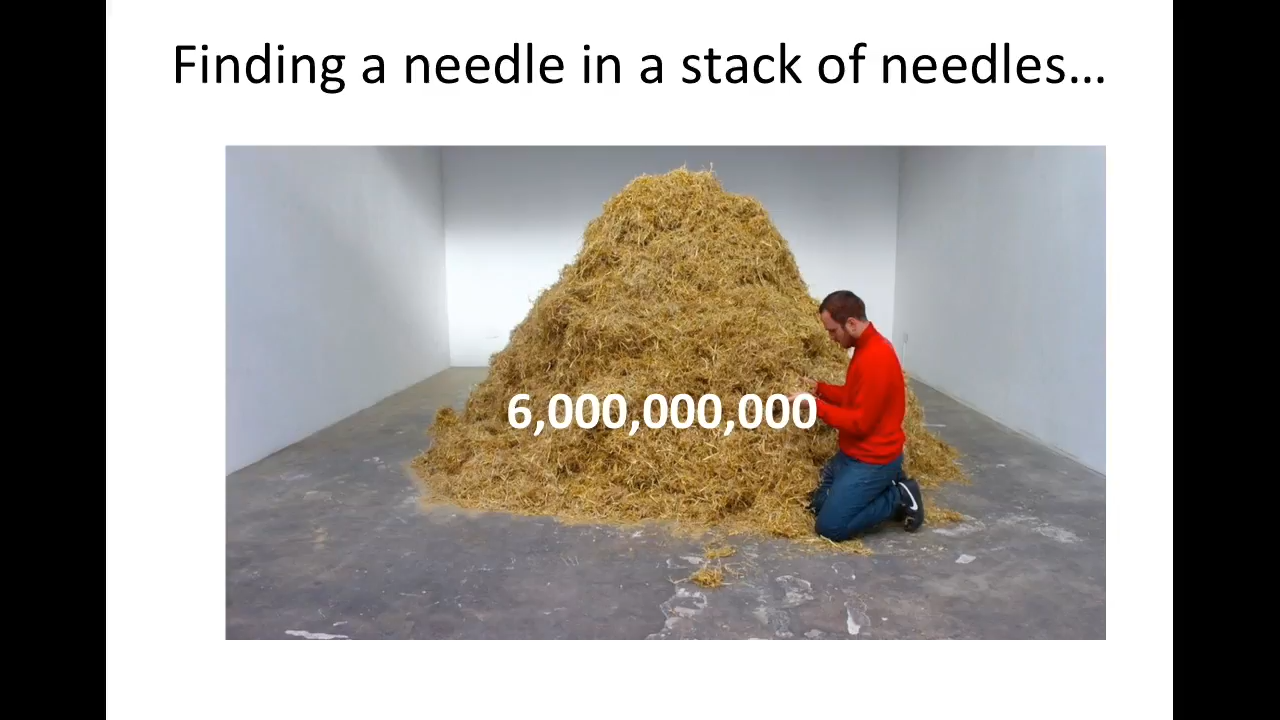 Finding a needle in a stack of needles…
6,000,000,000